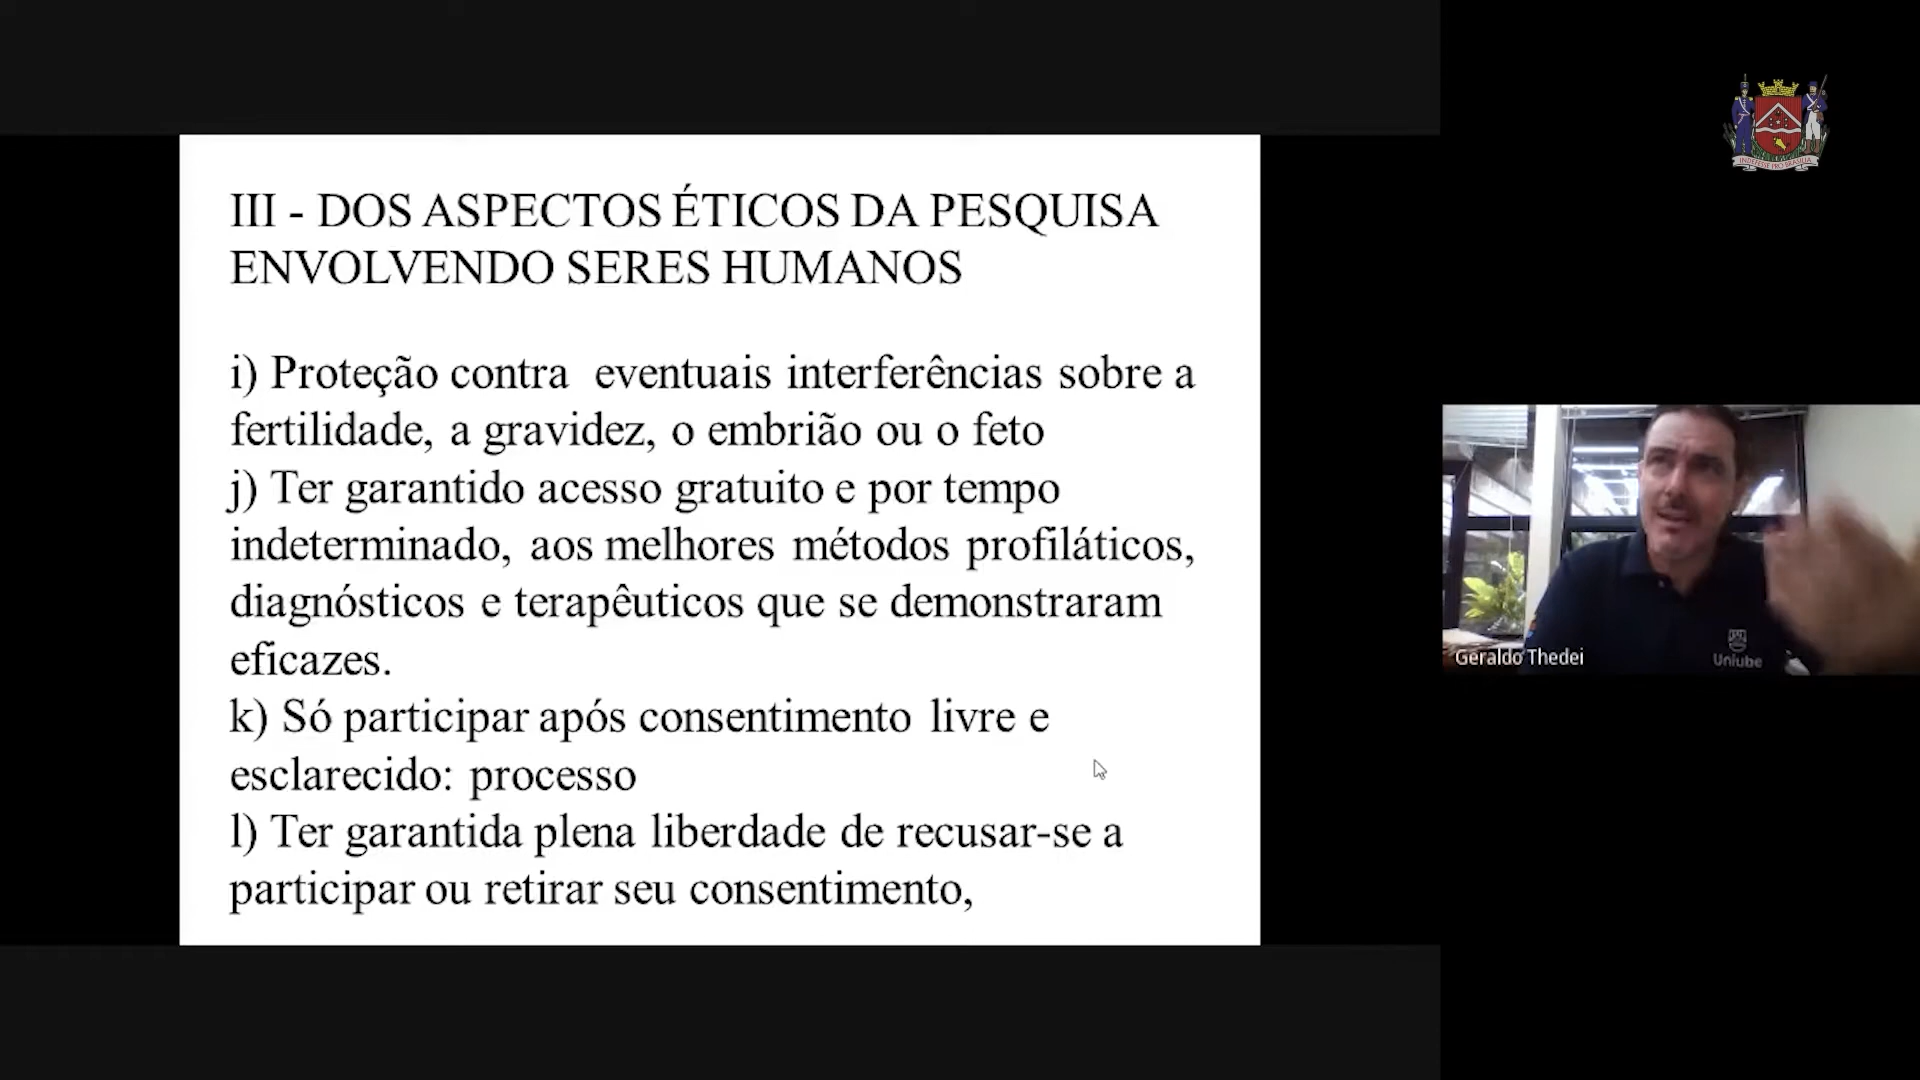 III - DOS ASPECTOS ÉTICOS DA PESQUISA
ENVOLVENDO SERES HUMANOS
i) Proteção contra eventuais interferências sobre a
fertilidade, a gravidez, o embrião ou o feto
j) Ter garantido acesso gratuito e por tempo
indeterminado, aos melhores métodos profiláticos,
diagnósticos e terapêuticos que se demonstraram
eficazes.
k) Só participar após consentimento livre e
esclarecido: processo
l) Ter garantida plena liberdade de recusar-se a
participar ou retirar seu consentimento,
INDEFESSE PRO BRASILIA
Uniube
Geraldo Thedei